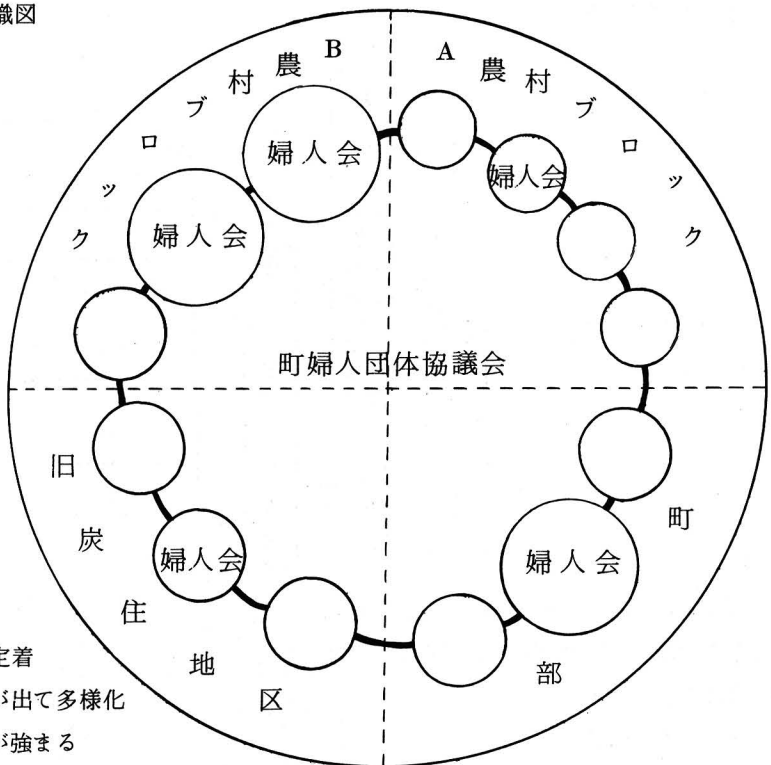 織図
B農村ブロック
A農村ブロック
婦人会
婦人会
婦人会
町婦人団体協議会
旧炭住地区
婦人会
町部
婦人会
定着
が出て多様化
が強まる